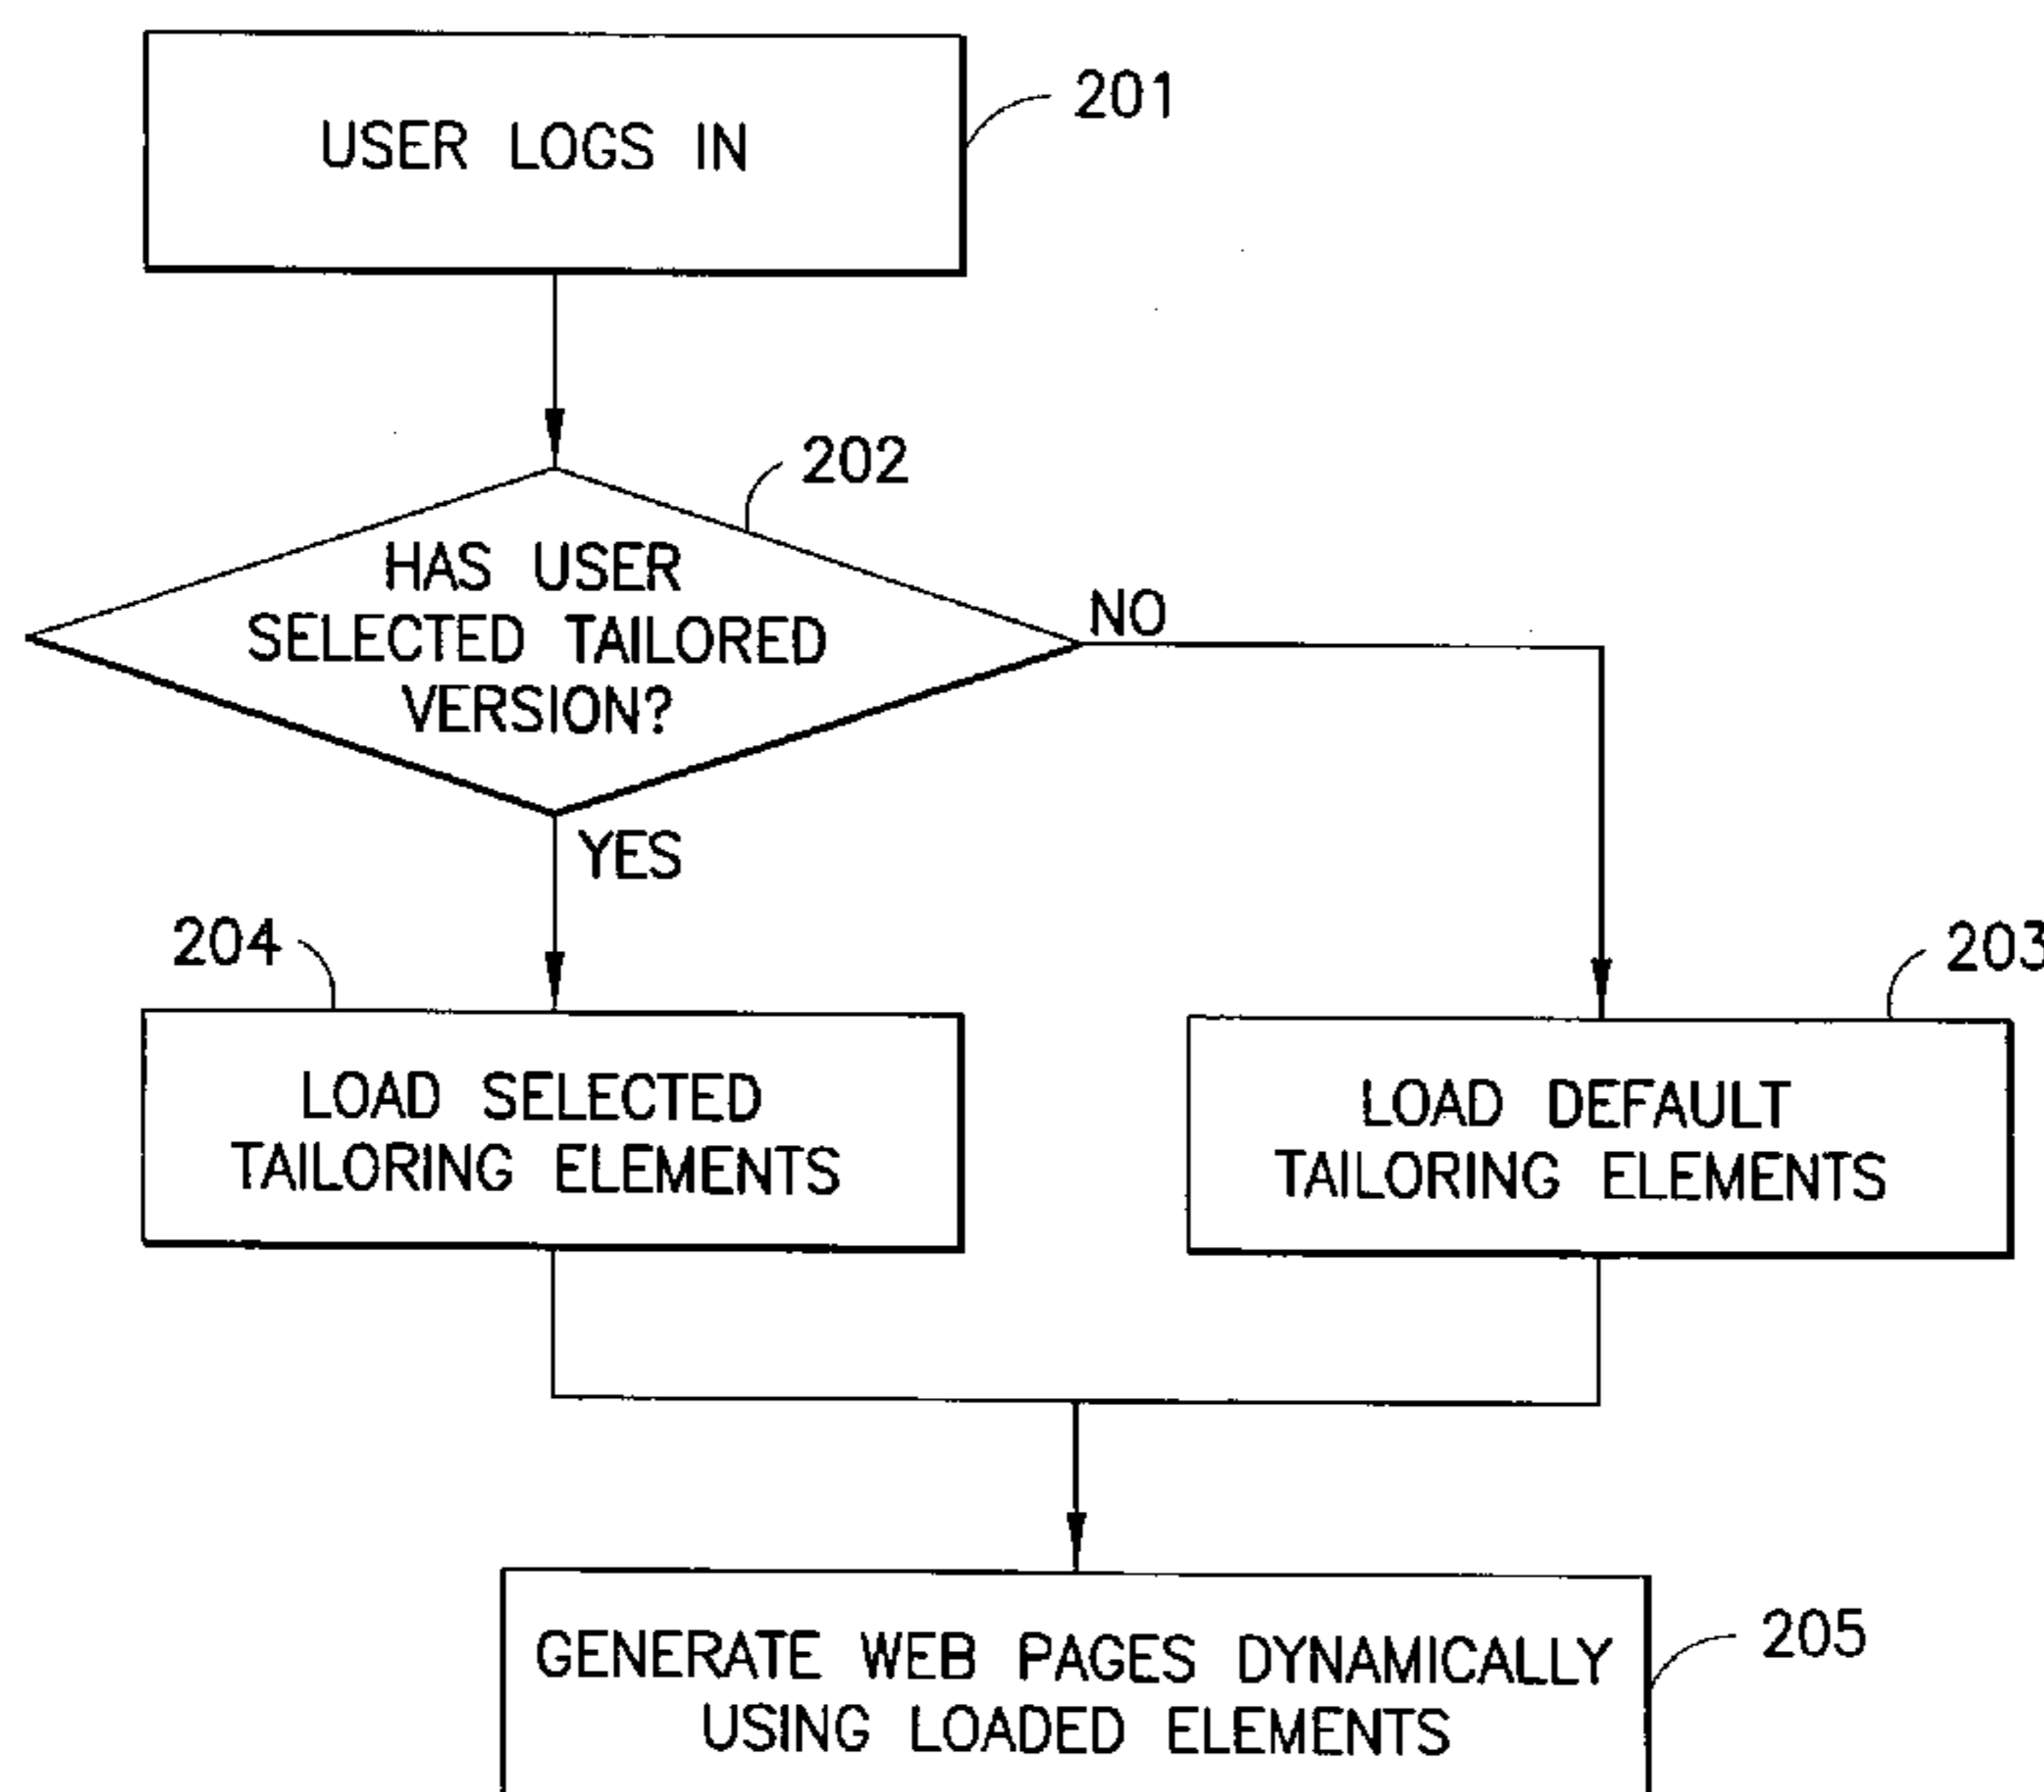 USER LOGS IN
201
202
HAS USER
SELECTED TAILORED
VERSION?
NO
YES
204
203
LOAD SELECTED
TAILORING ELEMENTS
LOAD DEFAULT
TAILORING ELEMENTS
GENERATE WEB PAGES DYNAMICALLY
USING LOADED ELEMENTS
205